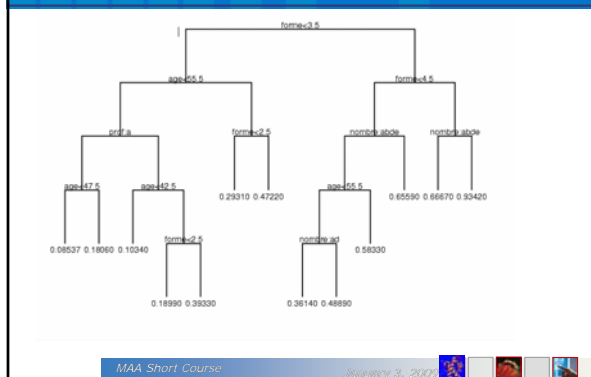 forme<3.5
age<55.5
forme<4.5
prof:a
forme<2.5
nombre:abde
nombre:abde
age<47.5
age<42.5
0.29310 0.47220
age<55.5
0.65590 0.66670 0.93420
0.08537 0.18060 0.10340
forme<2.5
nombre:ad
0.58330
0.18990 0.39330
0.36140 0.48890
MAA Short Course
January 3, 2009